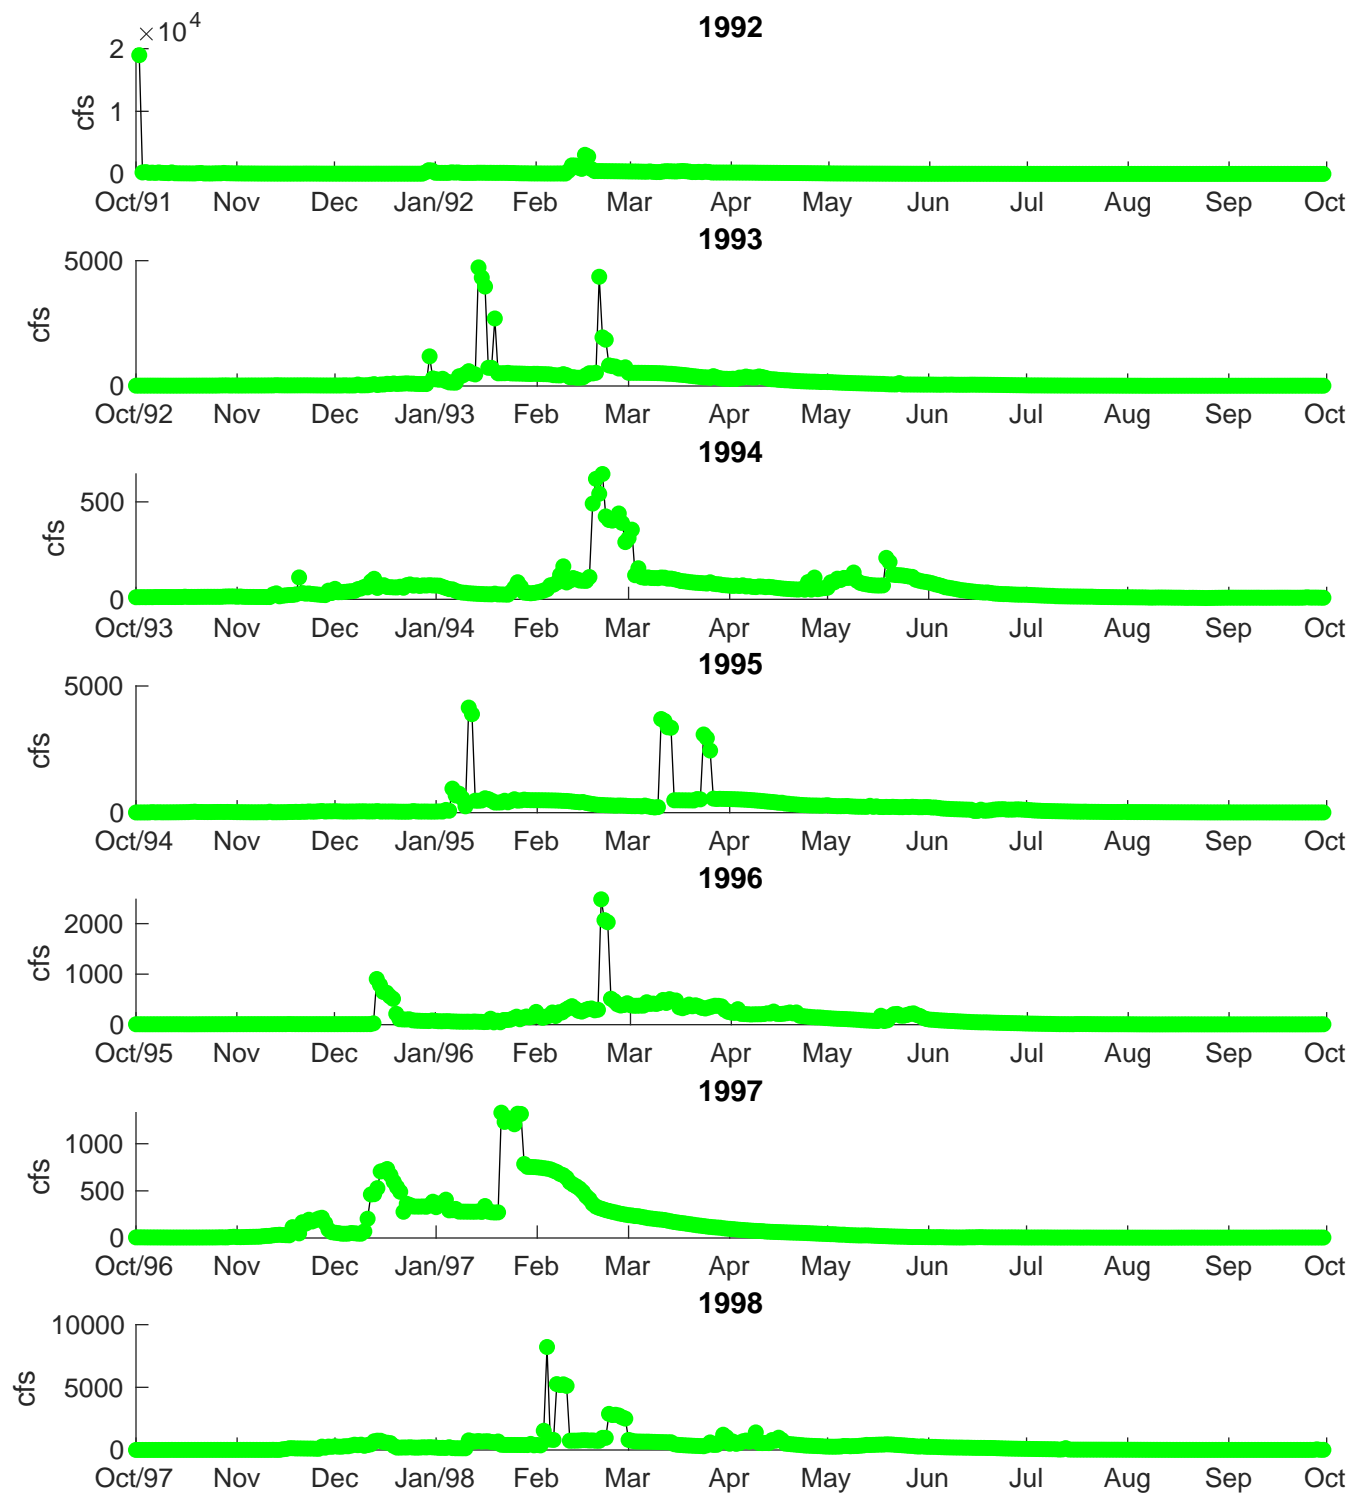 1992
×10⁴
2
1
0
cfs
Oct/91 Nov Dec Jan/92 Feb Mar Apr May Jun Jul Aug Sep Oct
1993
5000
0
cfs
Oct/92 Nov Dec Jan/93 Feb Mar Apr May Jun Jul Aug Sep Oct
1994
500
0
cfs
Oct/93 Nov Dec Jan/94 Feb Mar Apr May Jun Jul Aug Sep Oct
1995
5000
0
cfs
Oct/94 Nov Dec Jan/95 Feb Mar Apr May Jun Jul Aug Sep Oct
1996
2000
1000
0
cfs
Oct/95 Nov Dec Jan/96 Feb Mar Apr May Jun Jul Aug Sep Oct
1997
1000
500
0
cfs
Oct/96 Nov Dec Jan/97 Feb Mar Apr May Jun Jul Aug Sep Oct
1998
10000
5000
0
cfs
Oct/97 Nov Dec Jan/98 Feb Mar Apr May Jun Jul Aug Sep Oct